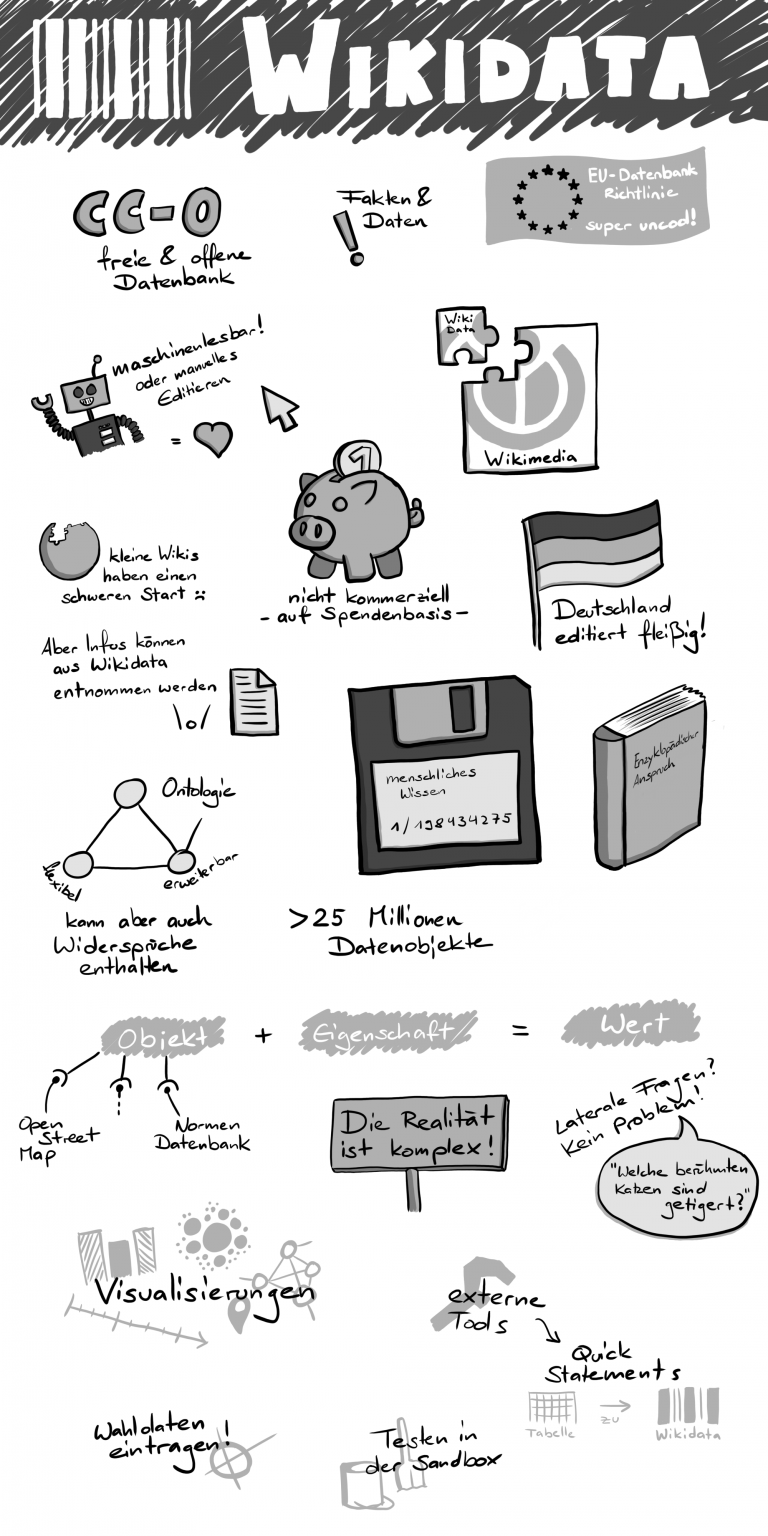 WIKIDATA
CC-0
freie & offene
Datenbank
Fakten &
Daten
EU-Datenbank
Richtlinie
super uncool!
maschinenlesbar!
oder manuelles
Editieren
=
Wiki
Data
Wikimedia
1
nicht kommerziell
- auf Spendenbasis -
kleine Wikis
haben einen
schweren Start :(
Deutschland
editiert fleißig!
Aber Infos können
aus Wikidata
entnommen werden
\o/
menschliches
Wissen
1/198434275
Enzyklopädischer
Anspruch
Ontologie
flexibel
erweiterbar
kann aber auch
Widersprüche
enthalten
>25 Millionen
Datenobjekte
Objekt + Eigenschaft = Wert
Open
Street
Map
Normen
Datenbank
Die Realität
ist komplex!
Laterale Fragen?
Kein Problem!
"Welche berühmten
Katzen sind
getigert?"
Visualisierungen
externe
Tools
Quick
Statements
Tabelle
zu
Wikidata
Wahldaten
eintragen!
Testen in
der Sandbox